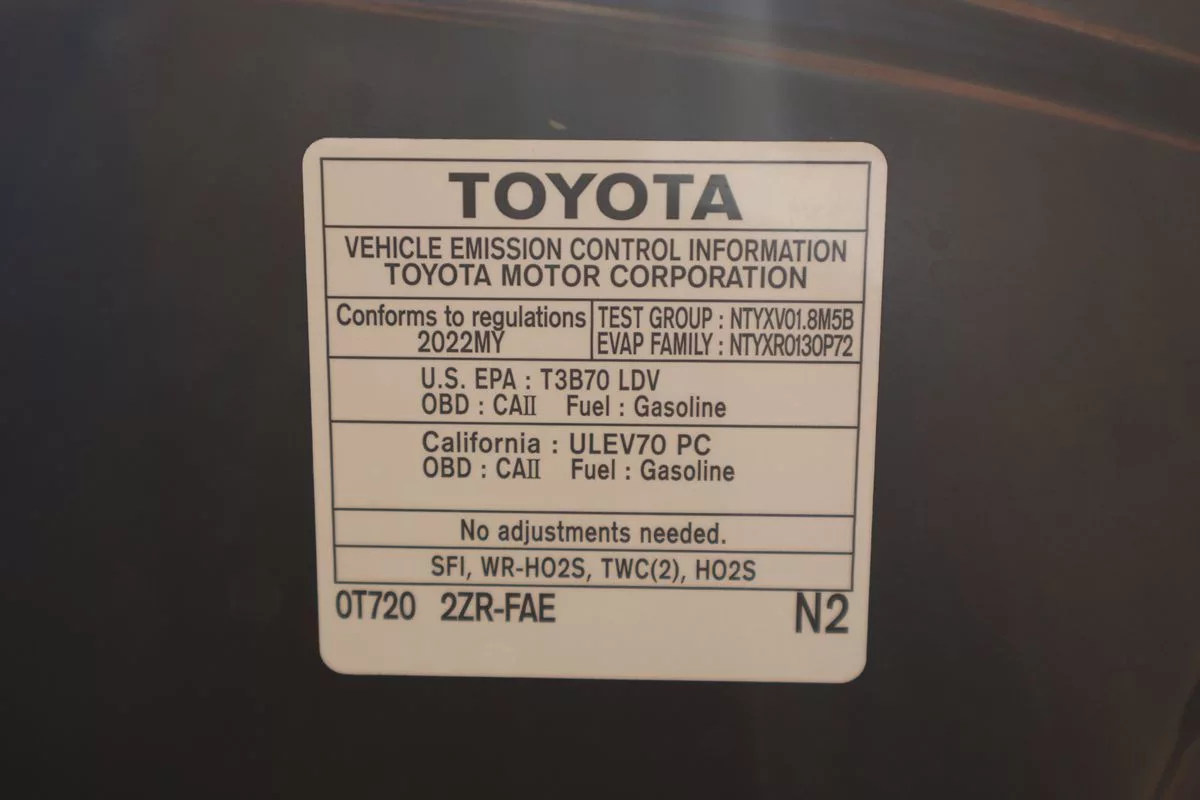 TOYOTA
VEHICLE EMISSION CONTROL INFORMATION
TOYOTA MOTOR CORPORATION
Conforms to regulations
2022MY
TEST GROUP : NTYXV01.8M5B
EVAP FAMILY : NTYXR0130P72
U.S. EPA : T3B70 LDV
OBD : CAII Fuel : Gasoline
California : ULEV70 PC
OBD : CAII Fuel : Gasoline
No adjustments needed.
SFI, WR-HO2S, TWC(2), HO2S
0T720 2ZR-FAE N2